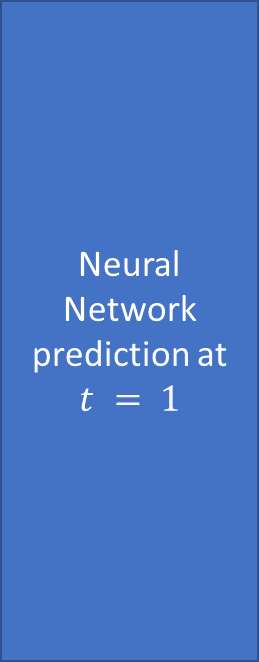 Neural
Network
prediction at
t = 1